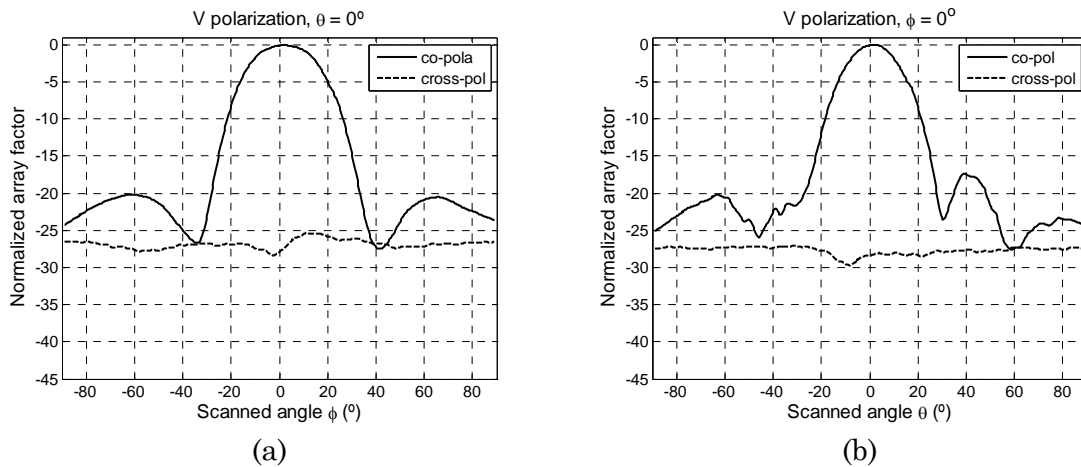 V polarization, θ = 0º
0
-5
-10
-15
-20
-25
-30
-35
-40
-45
Normalized array factor
co-pola
cross-pol
-80 -60 -40 -20 0 20 40 60 80
Scanned angle ϕ (º)
(a)
V polarization, ϕ = 0º
0
-5
-10
-15
-20
-25
-30
-35
-40
-45
Normalized array factor
co-pol
cross-pol
-80 -60 -40 -20 0 20 40 60 80
Scanned angle θ (º)
(b)